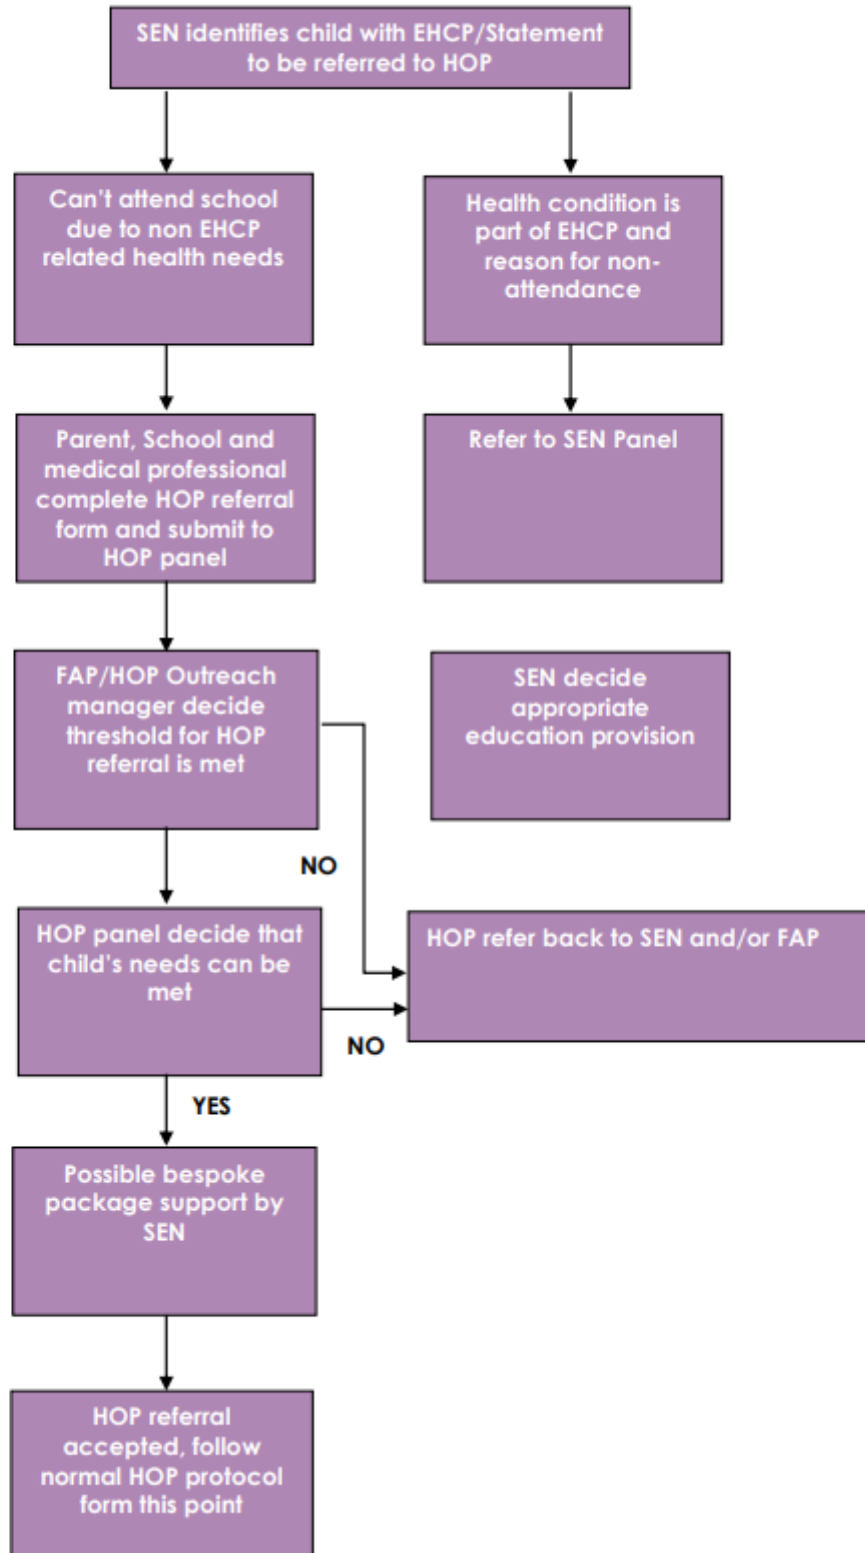 SEN identifies child with EHCP/Statement
to be referred to HOP
Can't attend school
due to non EHCP
related health needs
Health condition is
part of EHCP and
reason for non-
attendance
Parent, School and
medical professional
complete HOP referral
form and submit to
HOP panel
Refer to SEN Panel
FAP/HOP Outreach
manager decide
threshold for HOP
referral is met
SEN decide
appropriate
education provision
NO
HOP panel decide that
child's needs can be
met
HOP refer back to SEN and/or FAP
NO
YES
Possible bespoke
package support by
SEN
HOP referral
accepted, follow
normal HOP protocol
form this point